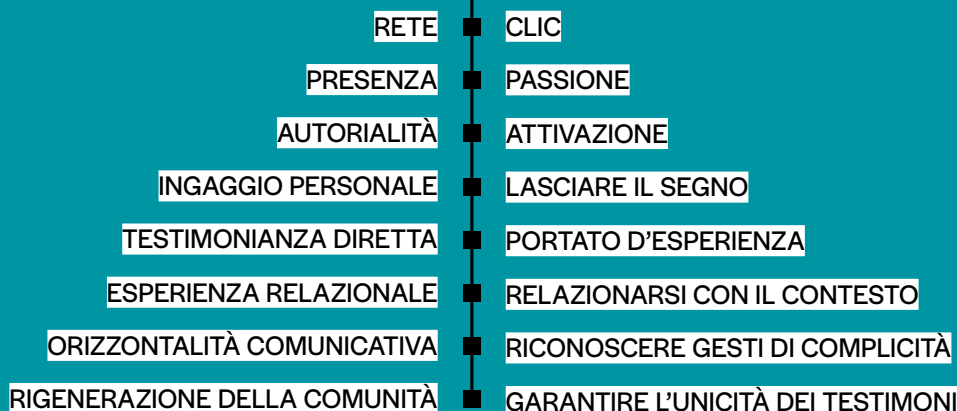 RETE CLIC
PRESENZA PASSIONE
AUTORIALITÀ ATTIVAZIONE
INGAGGIO PERSONALE LASCIARE IL SEGNO
TESTIMONIANZA DIRETTA PORTATO D’ESPERIENZA
ESPERIENZA RELAZIONALE RELAZIONARSI CON IL CONTESTO
ORIZZONTALITÀ COMUNICATIVA RICONOSCERE GESTI DI COMPLICITÀ
RIGENERAZIONE DELLA COMUNITÀ GARANTIRE L’UNICITÀ DEI TESTIMONI